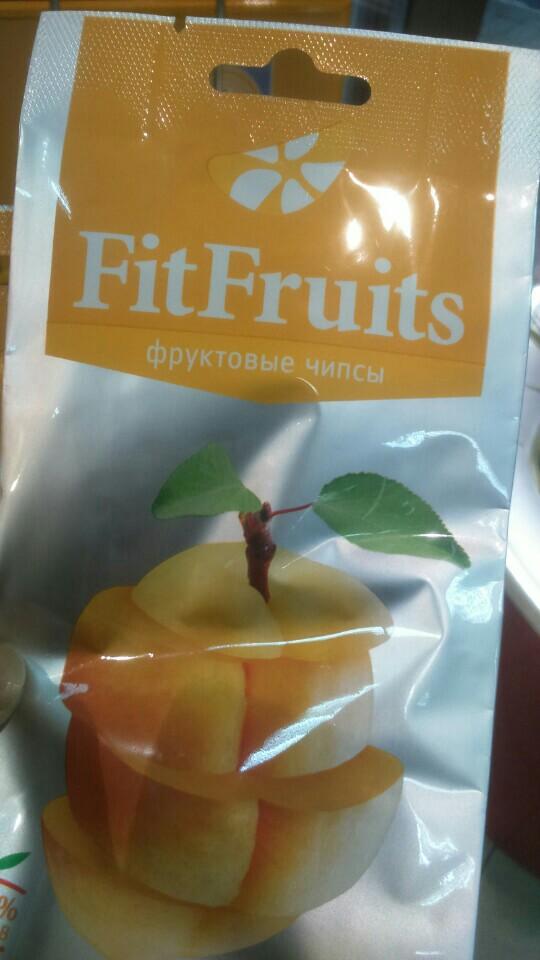 FitFruits
фруктовые чипсы
%
в